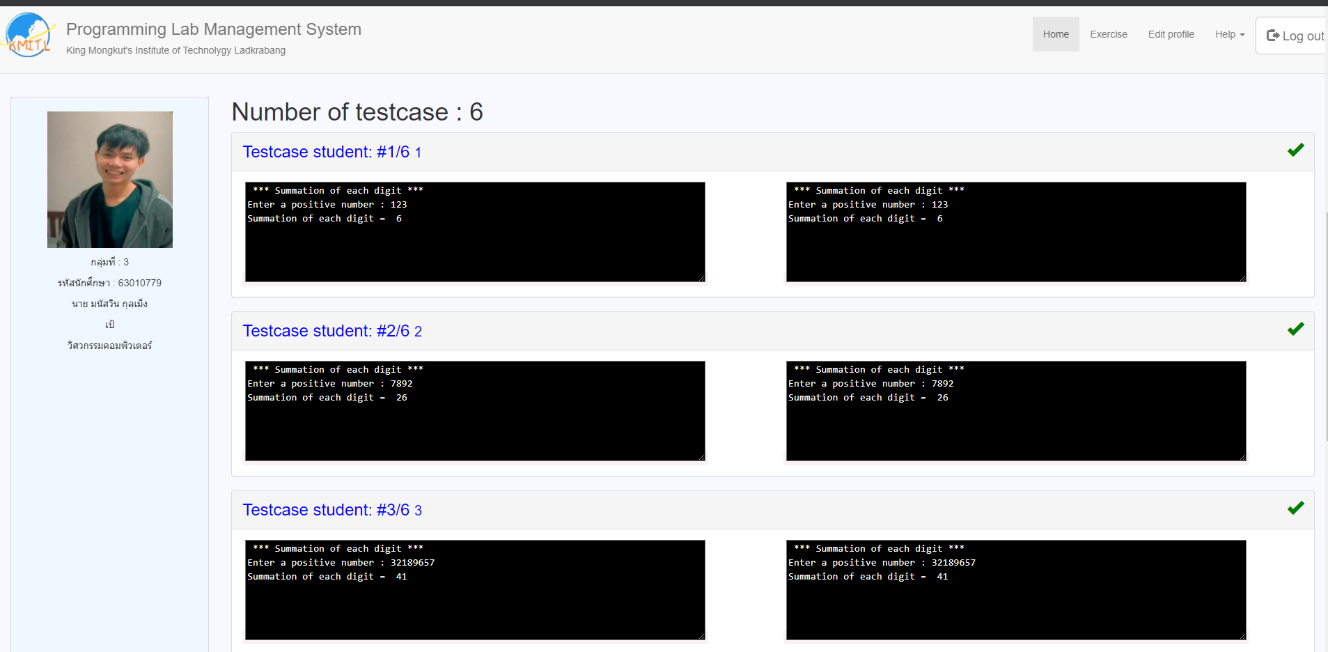 KMITL
Programming Lab Management System
King Mongkut's Institute of Technolygy Ladkrabang
Home Exercise Edit profile Help Log out
กลุ่มที่ : 3
รหัสนักศึกษา : 63010779
นาย มนัสวิน กุลเม็ง
เป้
วิศวกรรมคอมพิวเตอร์
Number of testcase : 6
Testcase student: #1/6 1
*** Summation of each digit ***
Enter a positive number : 123
Summation of each digit = 6
*** Summation of each digit ***
Enter a positive number : 123
Summation of each digit = 6
Testcase student: #2/6 2
*** Summation of each digit ***
Enter a positive number : 7892
Summation of each digit = 26
*** Summation of each digit ***
Enter a positive number : 7892
Summation of each digit = 26
Testcase student: #3/6 3
*** Summation of each digit ***
Enter a positive number : 32189657
Summation of each digit = 41
*** Summation of each digit ***
Enter a positive number : 32189657
Summation of each digit = 41